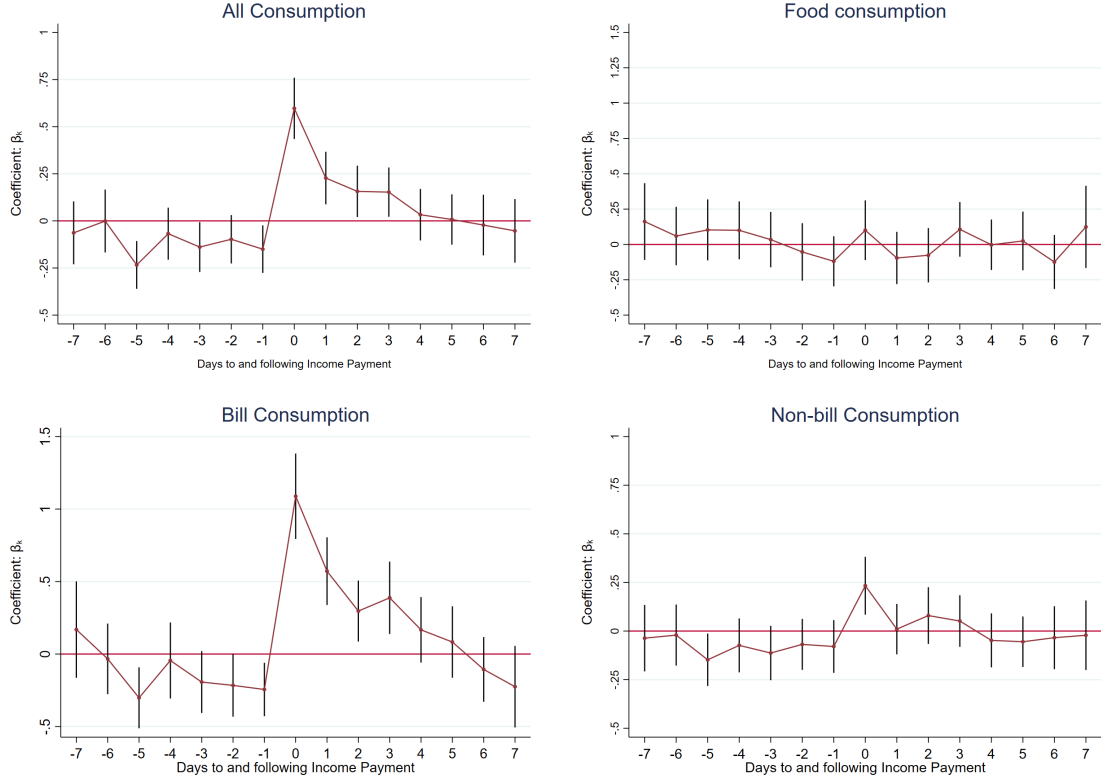 All Consumption
Coefficient: βk
1
.75
.5
.25
0
-.25
-.5
-7 -6 -5 -4 -3 -2 -1 0 1 2 3 4 5 6 7
Days to and following Income Payment
Food consumption
Coefficient: βk
1.5
1.25
1
.75
.5
.25
0
-.25
-.5
-7 -6 -5 -4 -3 -2 -1 0 1 2 3 4 5 6 7
Days to and following Income Payment
Bill Consumption
Coefficient: βk
1.5
1
.5
0
-.5
-7 -6 -5 -4 -3 -2 -1 0 1 2 3 4 5 6 7
Days to and following Income Payment
Non-bill Consumption
Coefficient: βk
1
.75
.5
.25
0
-.25
-.5
-7 -6 -5 -4 -3 -2 -1 0 1 2 3 4 5 6 7
Days to and following Income Payment